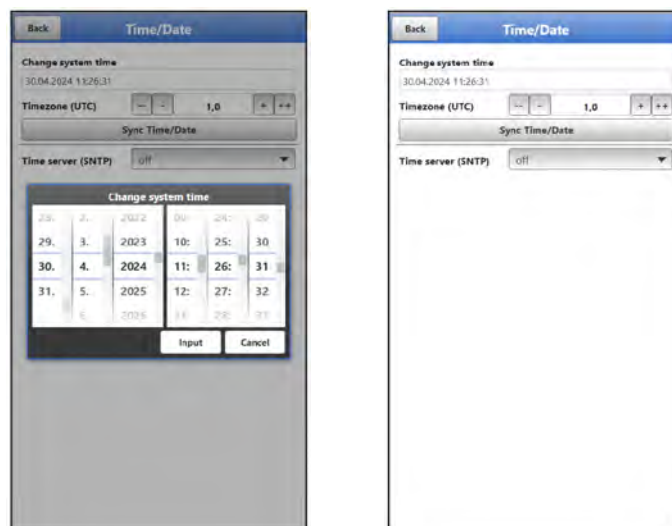 Back Time/Date
Change system time
30.04.2024 11:26:31
Timezone (UTC) -- - 1,0 + ++
Sync Time/Date
Time server (SNTP) off
Change system time
2022
29. 3. 2023 10: 25: 30
30. 4. 2024 11: 26: 31
31. 5. 2025 12: 27: 32
Input Cancel
Back Time/Date
Change system time
30.04.2024 11:26:31
Timezone (UTC) -- - 1,0 + ++
Sync Time/Date
Time server (SNTP) off